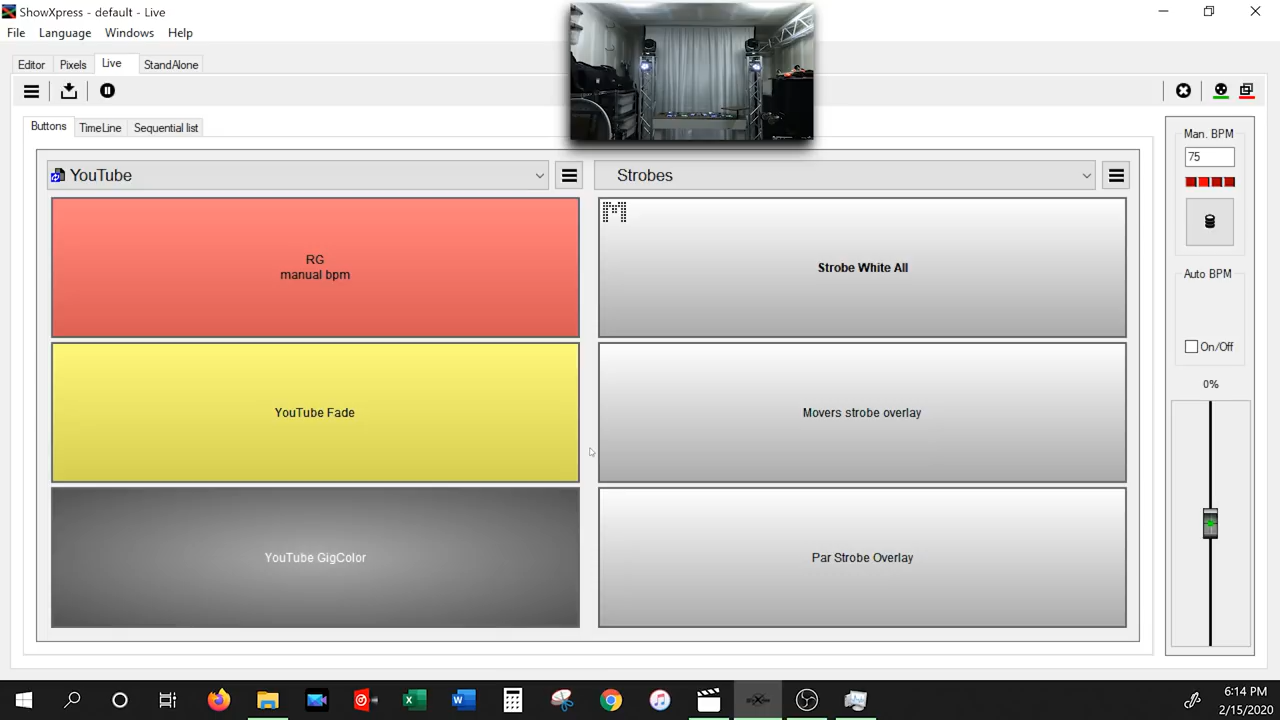 ShowXpress - default - Live
File Language Windows Help
Editor Pixels Live StandAlone
Buttons TimeLine Sequential list
YouTube
Strobes
RG
manual bpm
YouTube Fade
YouTube GigColor
M
Strobe White All
Movers strobe overlay
Par Strobe Overlay
Man. BPM
75
Auto BPM
On/Off
0%
6:14 PM
2/15/2020